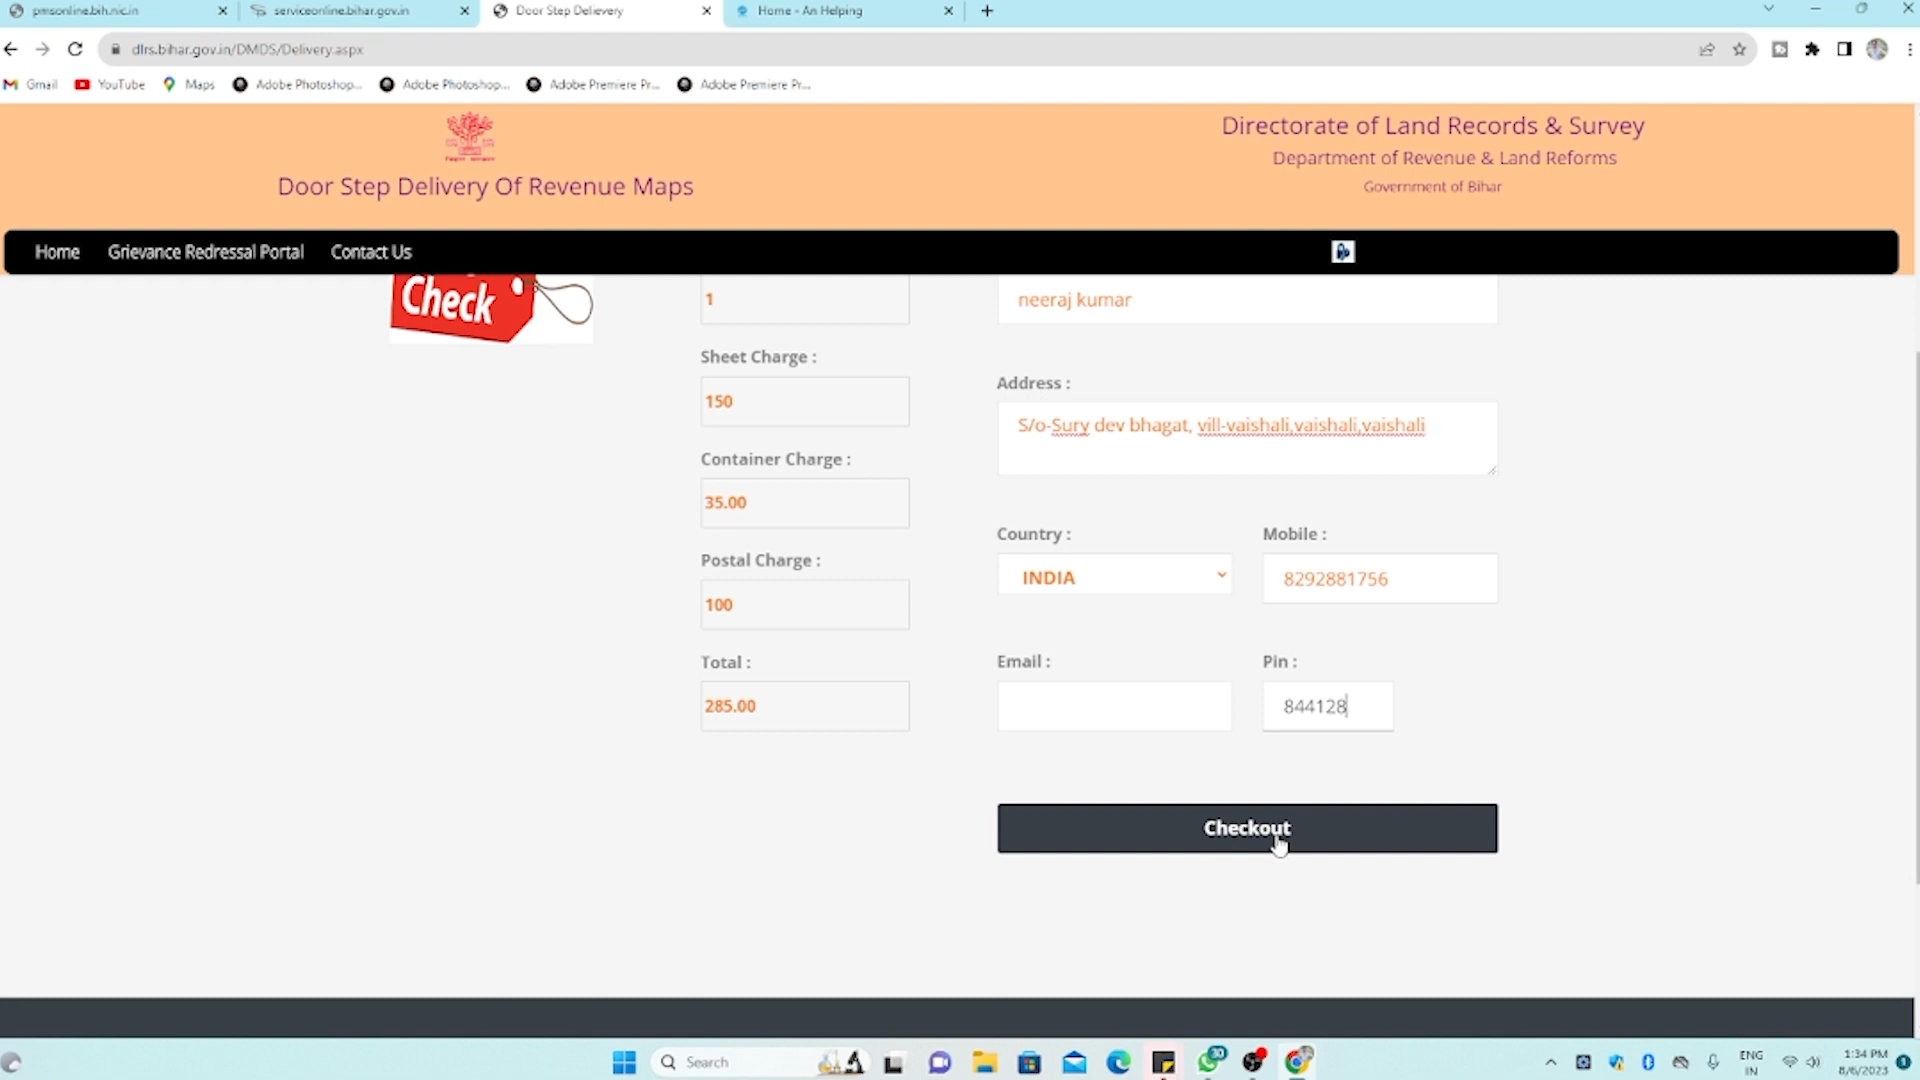 pmsonline.bih.nic.in
serviceonline.bihar.gov.in
Door Step Delievery
Home - An Helping
dlrs.bihar.gov.in/DMDS/Delivery.aspx
Gmail
YouTube
Maps
Adobe Photoshop...
Adobe Photoshop...
Adobe Premiere Pr...
Adobe Premiere Pr...
Door Step Delivery Of Revenue Maps
Directorate of Land Records & Survey
Department of Revenue & Land Reforms
Government of Bihar
Home
Grievance Redressal Portal
Contact Us
Check
1
Sheet Charge :
150
Container Charge :
35.00
Postal Charge :
100
Total :
285.00
neeraj kumar
Address :
S/o-Sury dev bhagat, vill-vaishali,vaishali,vaishali
Country :
INDIA
Mobile :
8292881756
Email :
Pin :
844128
Checkout
Search
30
ENG
IN
1:34 PM
8/6/2023